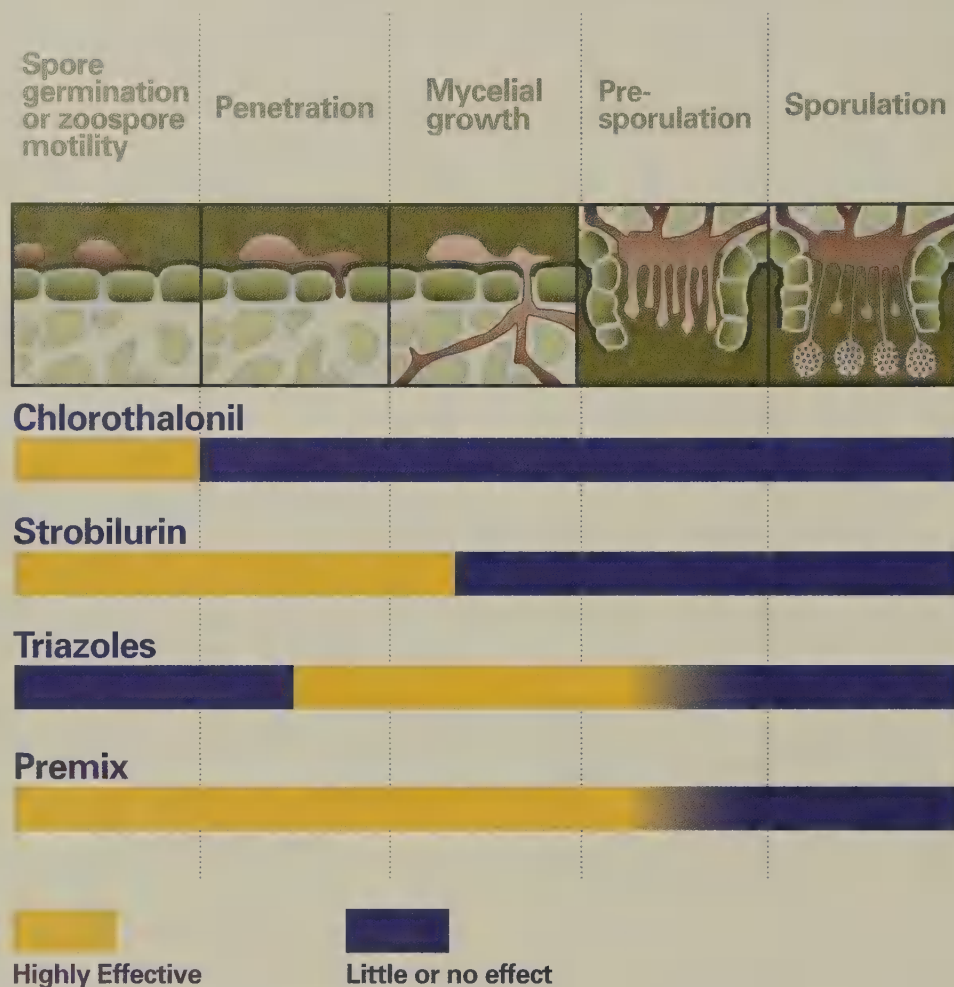 Spore
germination
or zoospore
motility
Penetration
Mycelial
growth
Pre-
sporulation
Sporulation
Chlorothalonil
Strobilurin
Triazoles
Premix
Highly Effective
Little or no effect